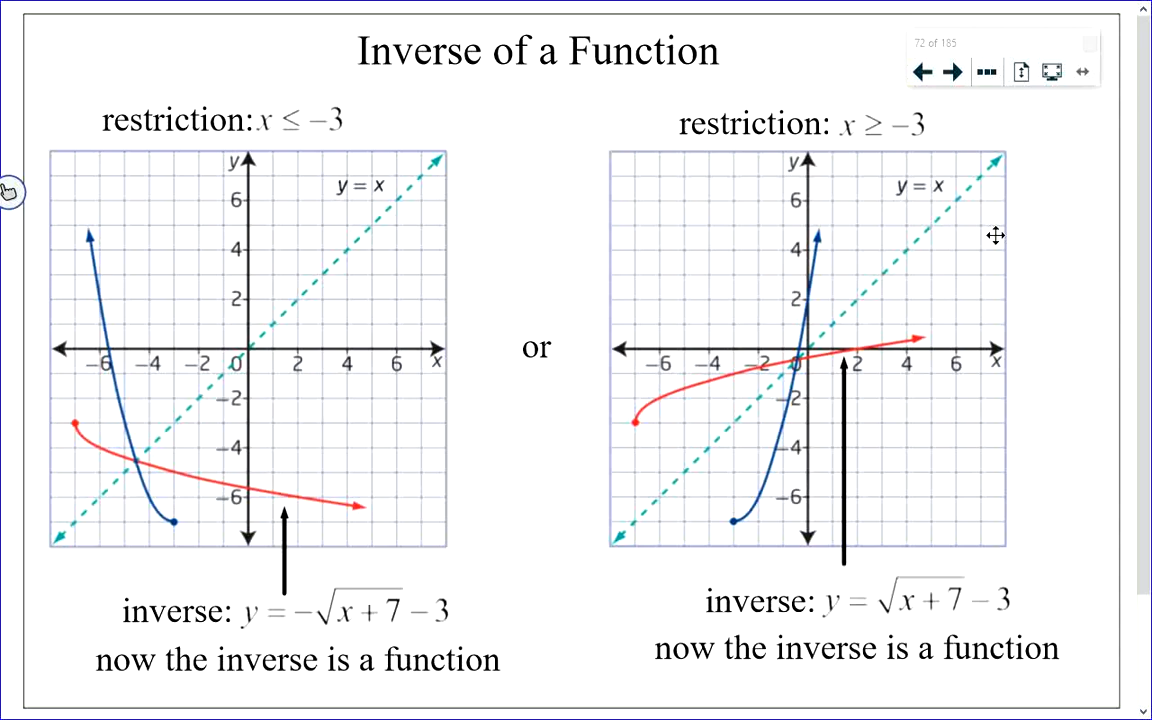 Inverse of a Function
72 of 185
restriction: x ≤ −3
restriction: x ≥ −3
y
y = x
6
4
2
−6 −4 −2 0 2 4 6 x
−2
−4
−6
or
y
y = x
6
4
2
−6 −4 −2 0 2 4 6 x
−2
−4
−6
inverse: y = −√(x + 7) − 3
now the inverse is a function
inverse: y = √(x + 7) − 3
now the inverse is a function